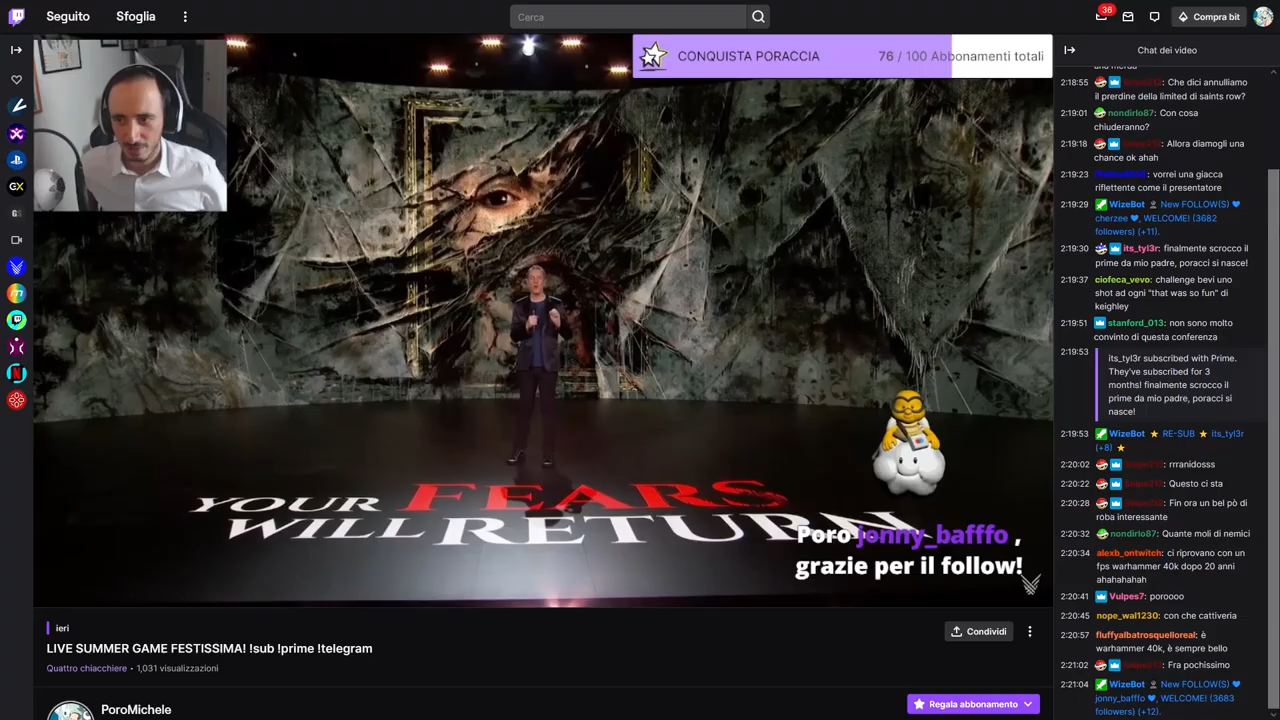 Seguito
Sfoglia
Cerca
36
Compra bit
CONQUISTA PORACCIA
76 / 100 Abbonamenti totali
YOUR FEARS
WILL RETURN
Poro jonny_bafffo ,
grazie per il follow!
ieri
LIVE SUMMER GAME FESTISSIMA! !sub !prime !telegram
Quattro chiacchiere • 1,031 visualizzazioni
Condividi
PoroMichele
Regala abbonamento
Chat dei video
2:18:55
: Che dici annulliamo
il prerdine della limited di saints row?
2:19:01
nondirlo87: Con cosa
chiuderanno?
2:19:18
: Allora diamogli una
chance ok ahah
2:19:23
: vorrei una giacca
riflettente come il presentatore
2:19:29
WizeBot New FOLLOW(S)
cherzee , WELCOME! (3682
followers) (+11).
2:19:30
its_tyl3r: finalmente scrocco il
prime da mio padre, poracci si nasce!
2:19:37
ciofeca_vevo: challenge bevi uno
shot ad ogni "that was so fun" di
keighley
2:19:51
stanford_013: non sono molto
convinto di questa conferenza
2:19:53
its_tyl3r subscribed with Prime.
They've subscribed for 3
months! finalmente scrocco il
prime da mio padre, poracci si
nasce!
2:19:53
WizeBot RE-SUB its_tyl3r
(+8)
2:20:02
: rrranidosss
2:20:22
: Questo ci sta
2:20:28
: Fin ora un bel pò di
roba interessante
2:20:32
nondirlo87: Quante moli di nemici
2:20:34
alexb_ontwitch: ci riprovano con un
fps warhammer 40k dopo 20 anni
ahahahahah
2:20:41
Vulpes7: poroooo
2:20:45
nope_wal1230: con che cattiveria
2:20:57
fluffyalbatrosquelloreal: è
warhammer 40k, è sempre bello
2:21:02
: Fra pochissimo
2:21:04
WizeBot New FOLLOW(S)
jonny_bafffo , WELCOME! (3683
followers) (+12).